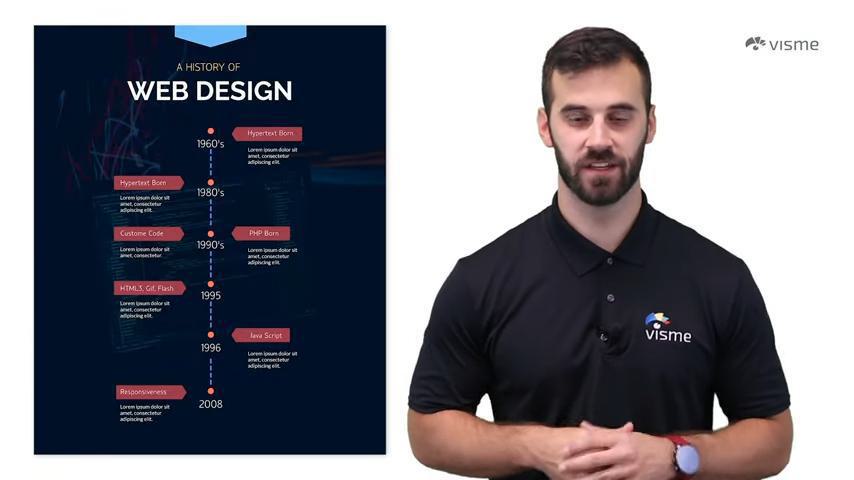 A HISTORY OF
WEB DESIGN
1960's
Hypertext Born
Lorem ipsum dolor sit
amet, consectetur
adipiscing elit.
Hypertext Born
1980's
Lorem ipsum dolor sit
amet, consectetur
adipiscing elit.
Custome Code
1990's
PHP Born
Lorem ipsum dolor sit
amet, consectetur
Lorem ipsum dolor sit
amet, consectetur
adipiscing elit.
HTML3, Gif, Flash
1995
Lorem ipsum dolor sit
amet, consectetur
adipiscing elit.
1996
Java Script
Lorem ipsum dolor sit
amet, consectetur
adipiscing elit.
Responsiveness
2008
Lorem ipsum dolor sit
amet, consectetur
adipiscing elit.
visme
visme